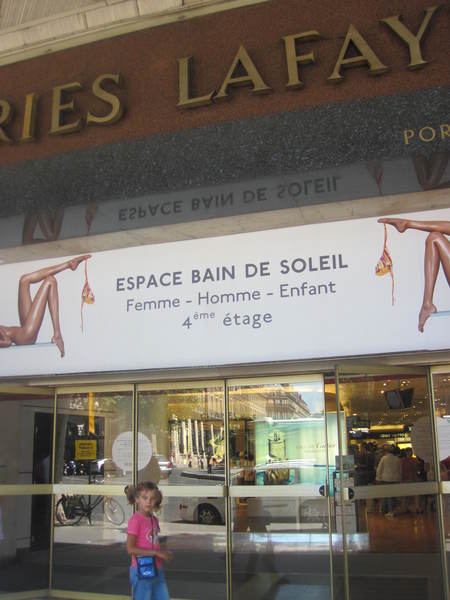 RIES LAFAY
POR
ESPACE BAIN DE SOLEIL
ESPACE BAIN DE SOLEIL
Femme - Homme - Enfant
4ème étage